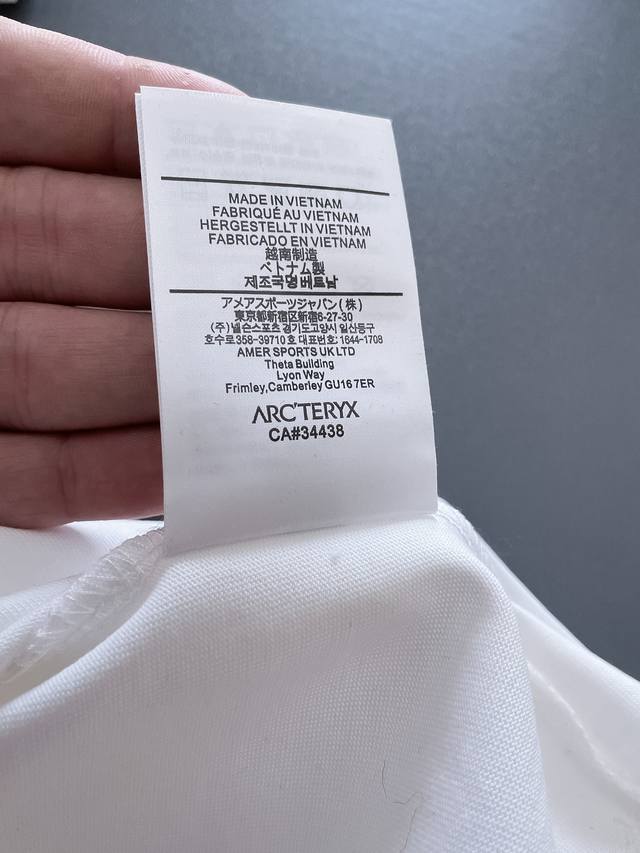 MADE IN VIETNAM
FABRIQUÉ AU VIETNAM
HERGESTELLT IN VIETNAM
FABRICADO EN VIETNAM
越南制造
ベトナム製
제조국명 베트남
アメアスポーツジャパン(株)
東京都新宿区新宿6-27-30
(주)넬슨스포츠 경기도고양시 일산동구
호수로358-39710호 대표번호: 1644-1708
AMER SPORTS UK LTD
Theta Building
Lyon Way
Frimley,Camberley GU16 7ER
ARC'TERYX
CA#34438